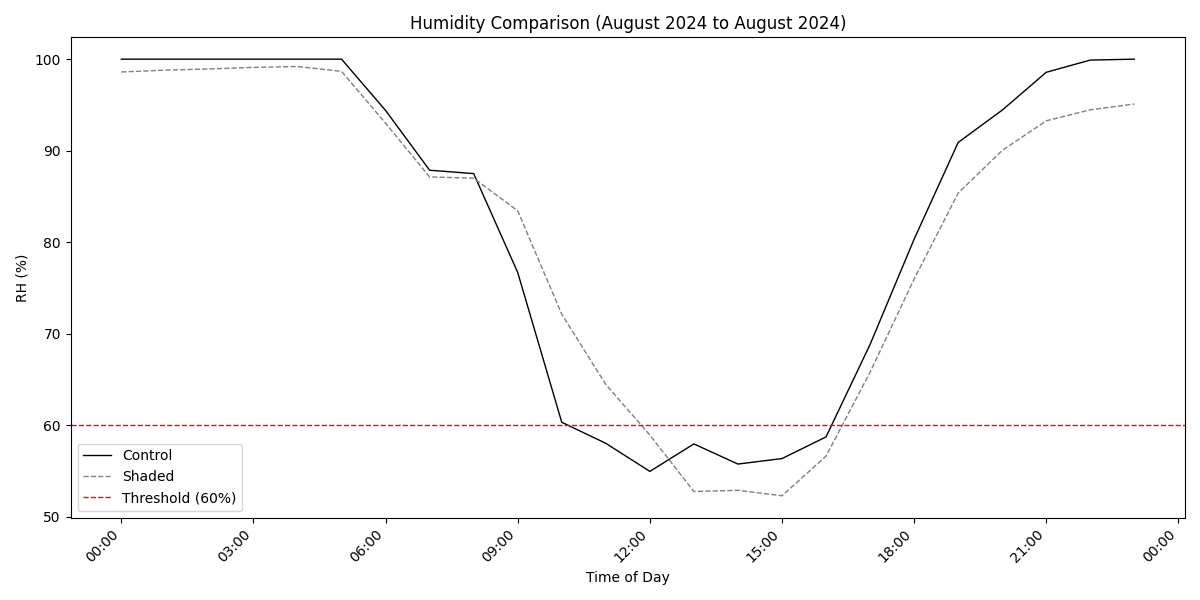 Humidity Comparison (August 2024 to August 2024)
100
90
80
70
60
50
RH (%)
Control
Shaded
Threshold (60%)
00:00
03:00
06:00
09:00
12:00
15:00
18:00
21:00
00:00
Time of Day